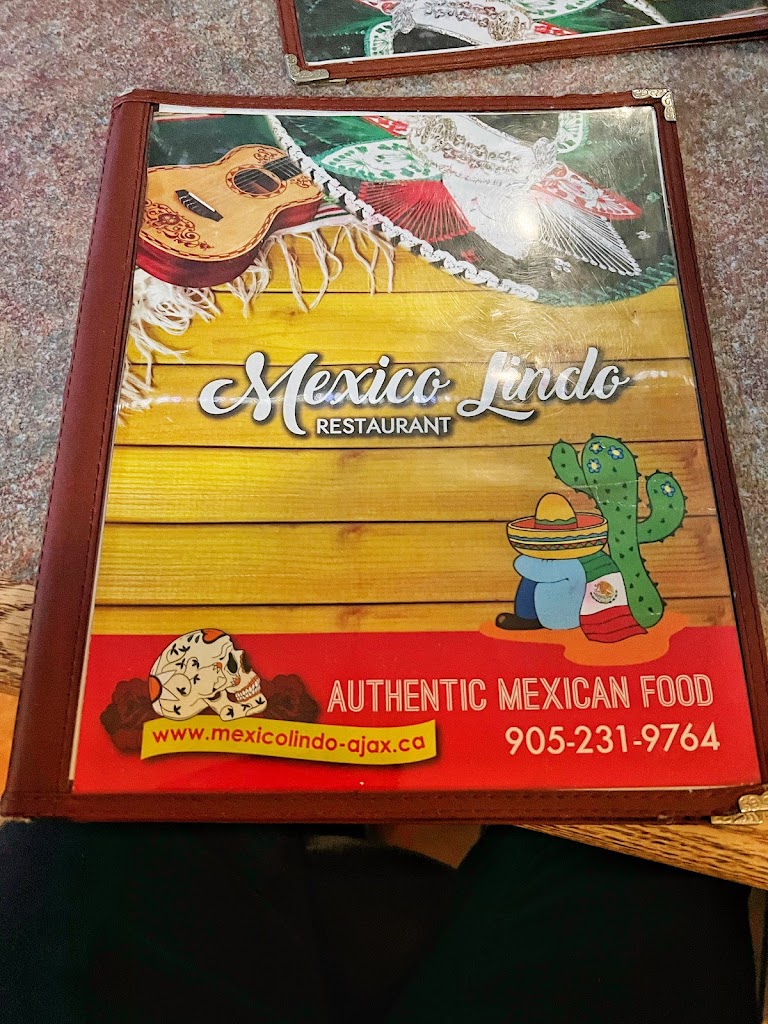 Mexico Lindo
RESTAURANT
AUTHENTIC MEXICAN FOOD
www.mexicolindo-ajax.ca
905-231-9764